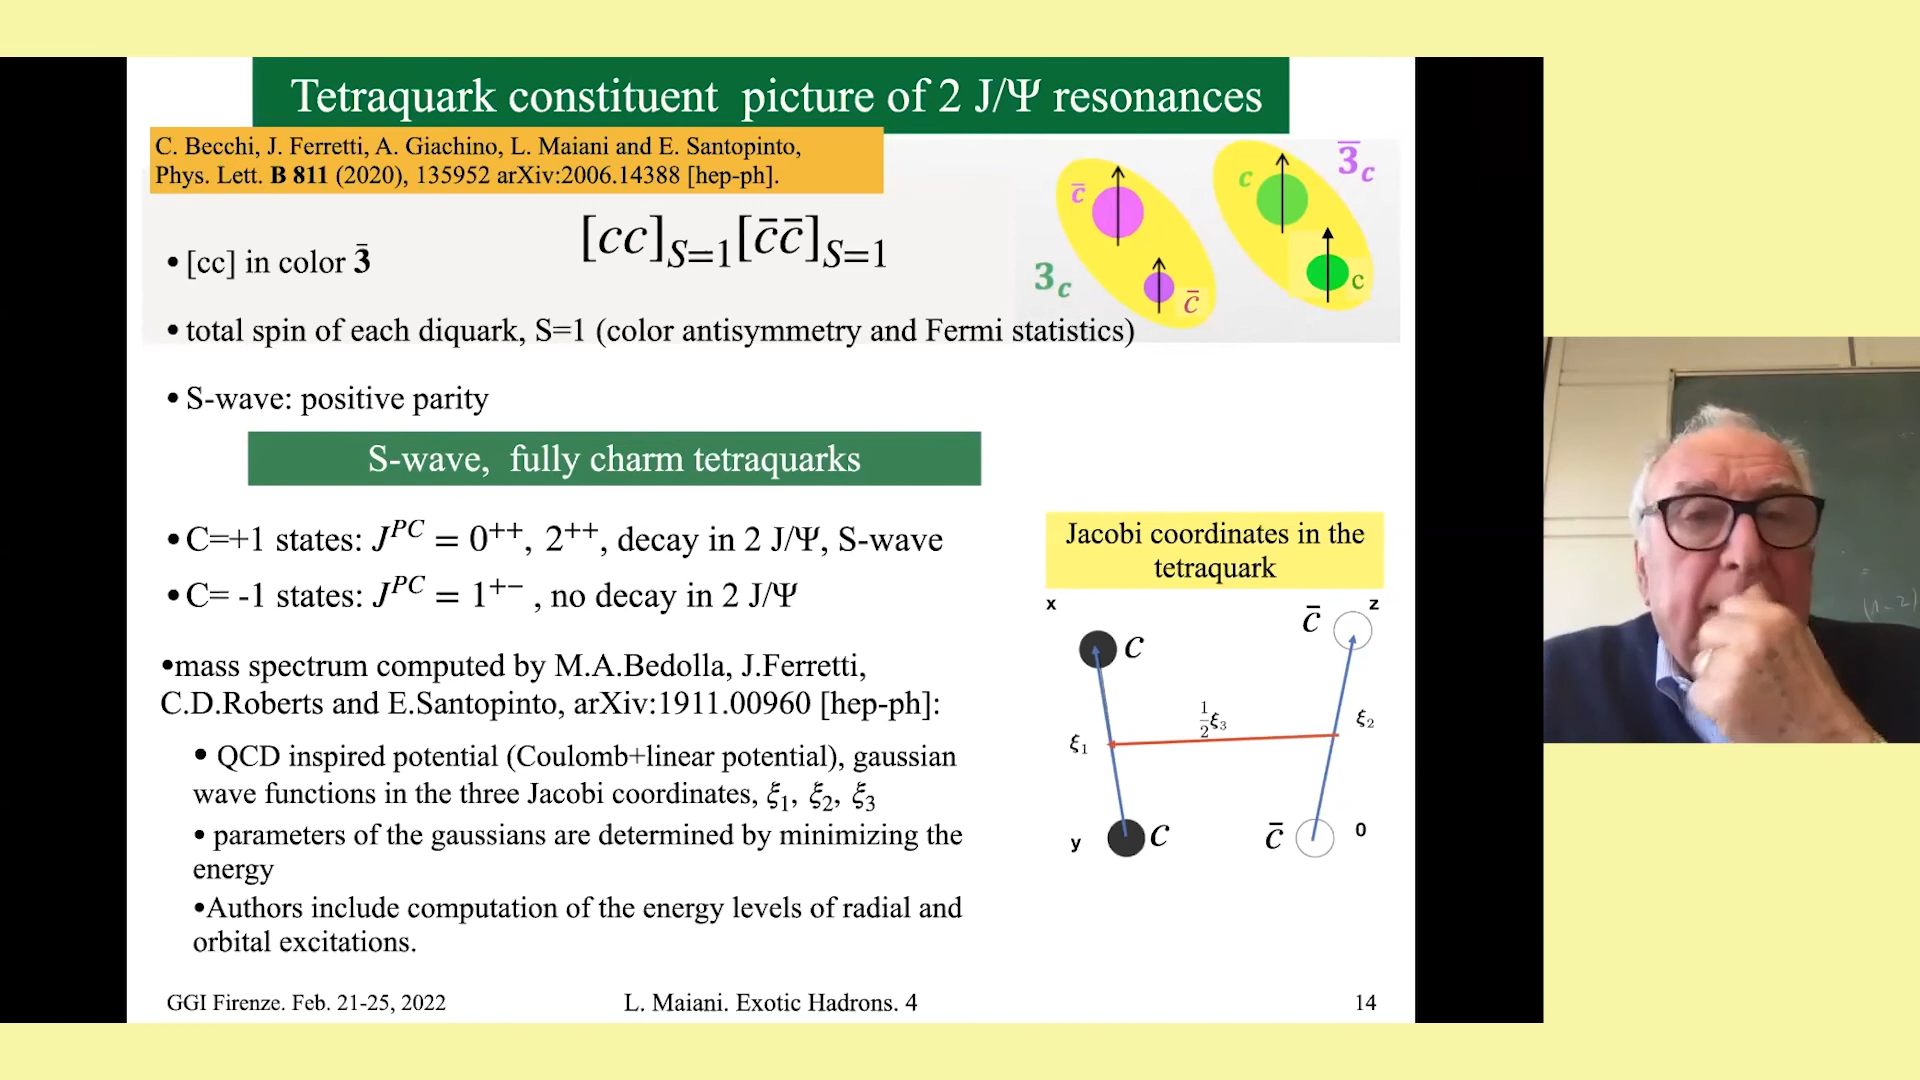 Tetraquark constituent picture of 2 J/Ψ resonances
C. Becchi, J. Ferretti, A. Giachino, L. Maiani and E. Santopinto,
Phys. Lett. B 811 (2020), 135952 arXiv:2006.14388 [hep-ph].
• [cc] in color 3̄
[cc]S=1[c̄c̄]S=1
c̄
c
3̄c
3c
c̄
c
• total spin of each diquark, S=1 (color antisymmetry and Fermi statistics)
• S-wave: positive parity
S-wave, fully charm tetraquarks
•C=+1 states: J^PC = 0⁺⁺, 2⁺⁺, decay in 2 J/Ψ, S-wave
•C= -1 states: J^PC = 1⁺⁻ , no decay in 2 J/Ψ
•mass spectrum computed by M.A.Bedolla, J.Ferretti,
C.D.Roberts and E.Santopinto, arXiv:1911.00960 [hep-ph]:
• QCD inspired potential (Coulomb+linear potential), gaussian
wave functions in the three Jacobi coordinates, ξ₁, ξ₂, ξ₃
• parameters of the gaussians are determined by minimizing the
energy
•Authors include computation of the energy levels of radial and
orbital excitations.
Jacobi coordinates in the
tetraquark
x
c̄
z
c
½ξ₃
ξ₂
ξ₁
y
c
c̄
0
GGI Firenze. Feb. 21-25, 2022
L. Maiani. Exotic Hadrons. 4
14